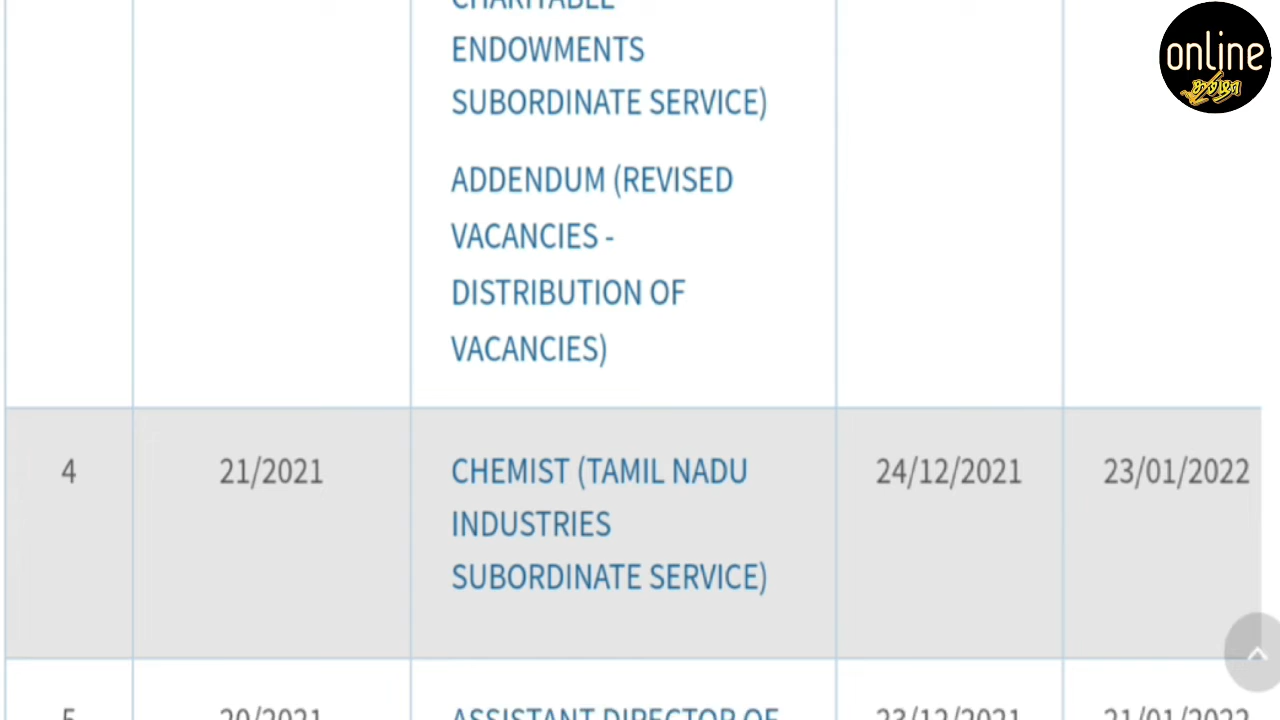 CHARITABLE
ENDOWMENTS
SUBORDINATE SERVICE)
ADDENDUM (REVISED
VACANCIES -
DISTRIBUTION OF
VACANCIES)
4
21/2021
CHEMIST (TAMIL NADU
INDUSTRIES
SUBORDINATE SERVICE)
24/12/2021
23/01/2022
5
20/2021
ASSISTANT DIRECTOR OF
23/12/2021
21/01/2022
online
தமிழா